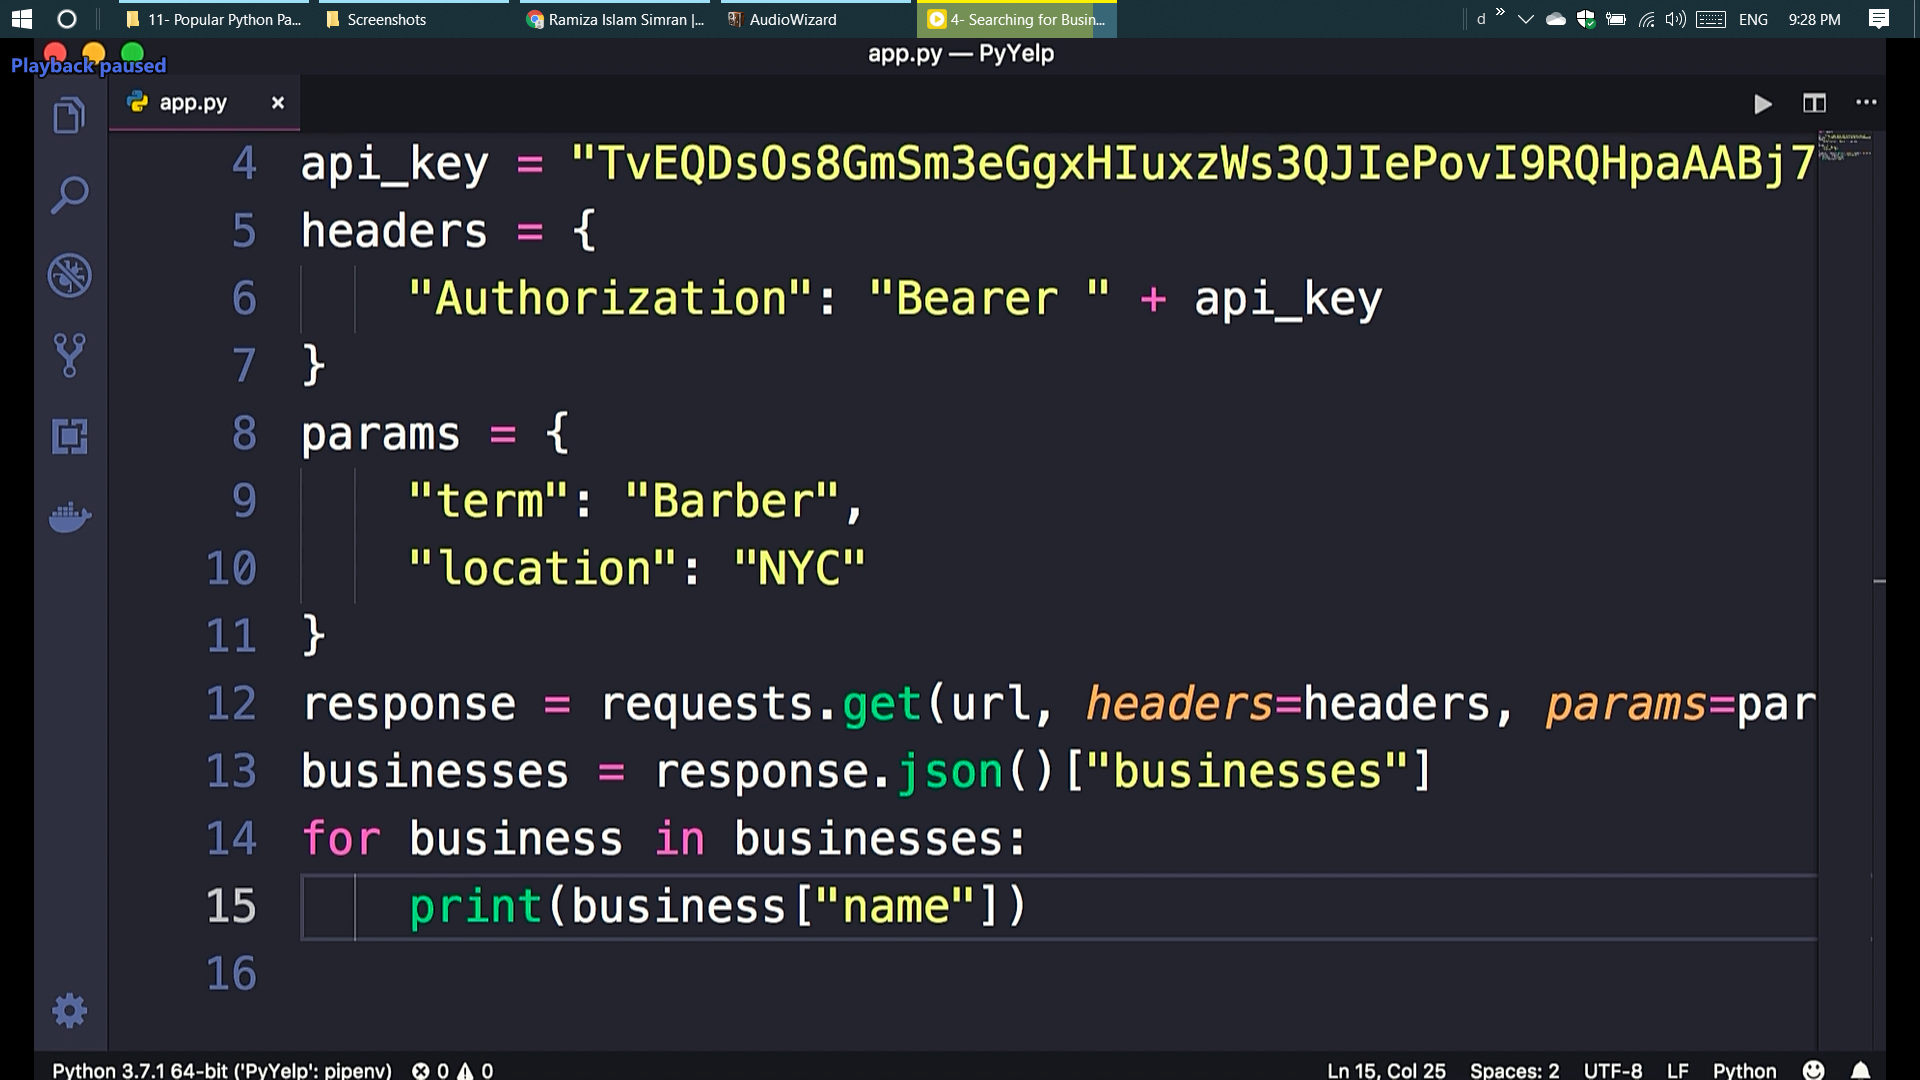 11- Popular Python Pa...
Screenshots
Ramiza Islam Simran |...
AudioWizard
4- Searching for Busin...
d
»
ENG
9:28 PM
Playback paused
app.py — PyYelp
app.py ×
4 api_key = "TvEQDsOs8GmSm3eGgxHIuxzWs3QJIePovI9RQHpaAABj7
5 headers = {
6 "Authorization": "Bearer " + api_key
7 }
8 params = {
9 "term": "Barber",
10 "location": "NYC"
11 }
12 response = requests.get(url, headers=headers, params=par
13 businesses = response.json()["businesses"]
14 for business in businesses:
15 print(business["name"])
16
Python 3.7.1 64-bit ('PyYelp': pipenv) 0 0 Ln 15, Col 25 Spaces: 2 UTF-8 LF Python